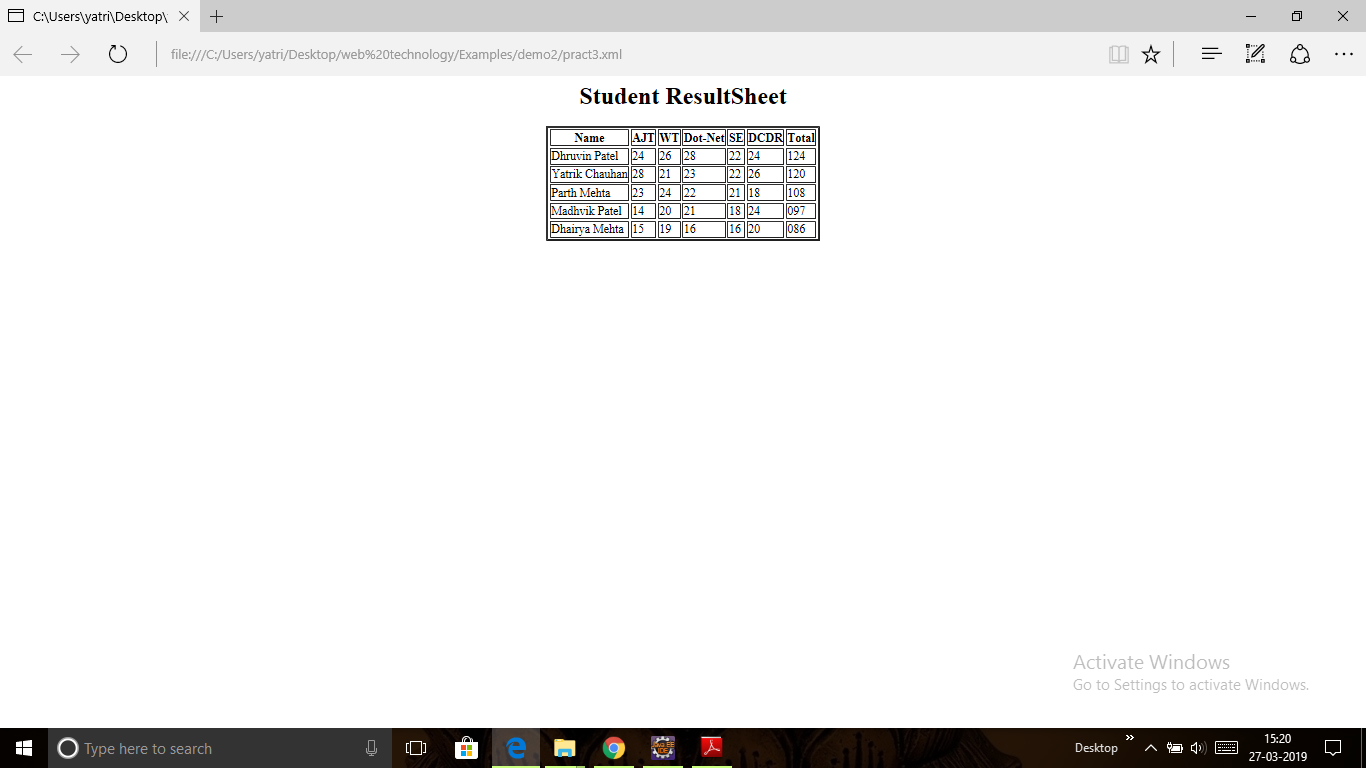 C:\Users\yatri\Desktop\
file:///C:/Users/yatri/Desktop/web%20technology/Examples/demo2/pract3.xml
Student ResultSheet
Name AJT WT Dot-Net SE DCDR Total
Dhruvin Patel 24 26 28 22 24 124
Yatrik Chauhan 28 21 23 22 26 120
Parth Mehta 23 24 22 21 18 108
Madhvik Patel 14 20 21 18 24 097
Dhairya Mehta 15 19 16 16 20 086
Activate Windows
Go to Settings to activate Windows.
Type here to search
Desktop
15:20
27-03-2019